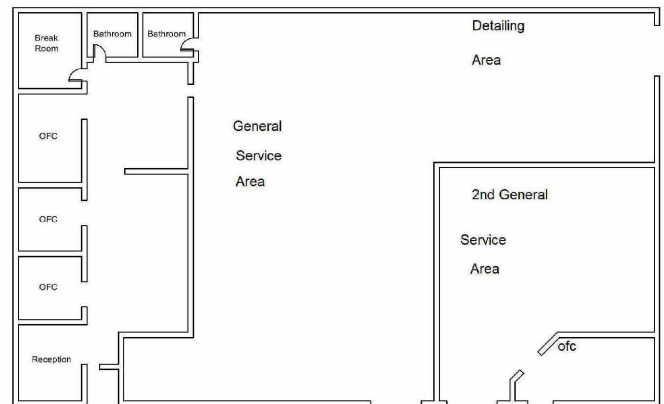 Break
Room
Bathroom
Bathroom
Detailing
Area
OFC
General
Service
Area
2nd General
Service
Area
OFC
OFC
ofc
Reception